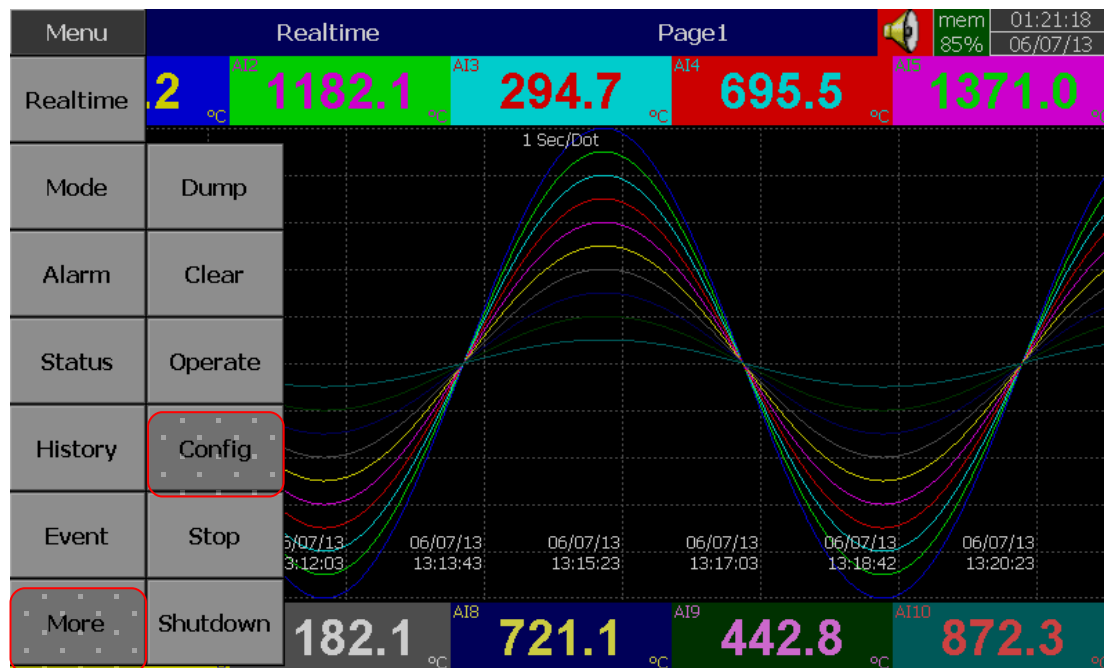 Menu Realtime Page1 mem 01:21:18
85% 06/07/13
Realtime .2 °C AI2 1182.1 °C AI3 294.7 °C AI4 695.5 °C AI5 1371.0
1 Sec/Dot
Mode Dump
Alarm Clear
Status Operate
History Config
Event Stop
5/07/13 06/07/13 06/07/13 06/07/13 06/07/13 06/07/13
3:12:03 13:13:43 13:15:23 13:17:03 13:18:42 13:20:23
More Shutdown 182.1 °C AI8 721.1 °C AI9 442.8 °C AI10 872.3